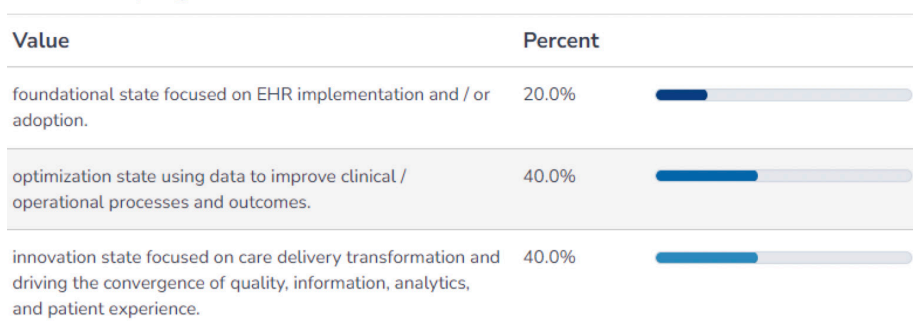 Value Percent
foundational state focused on EHR implementation and / or 20.0%
adoption.
optimization state using data to improve clinical / 40.0%
operational processes and outcomes.
innovation state focused on care delivery transformation and 40.0%
driving the convergence of quality, information, analytics,
and patient experience.